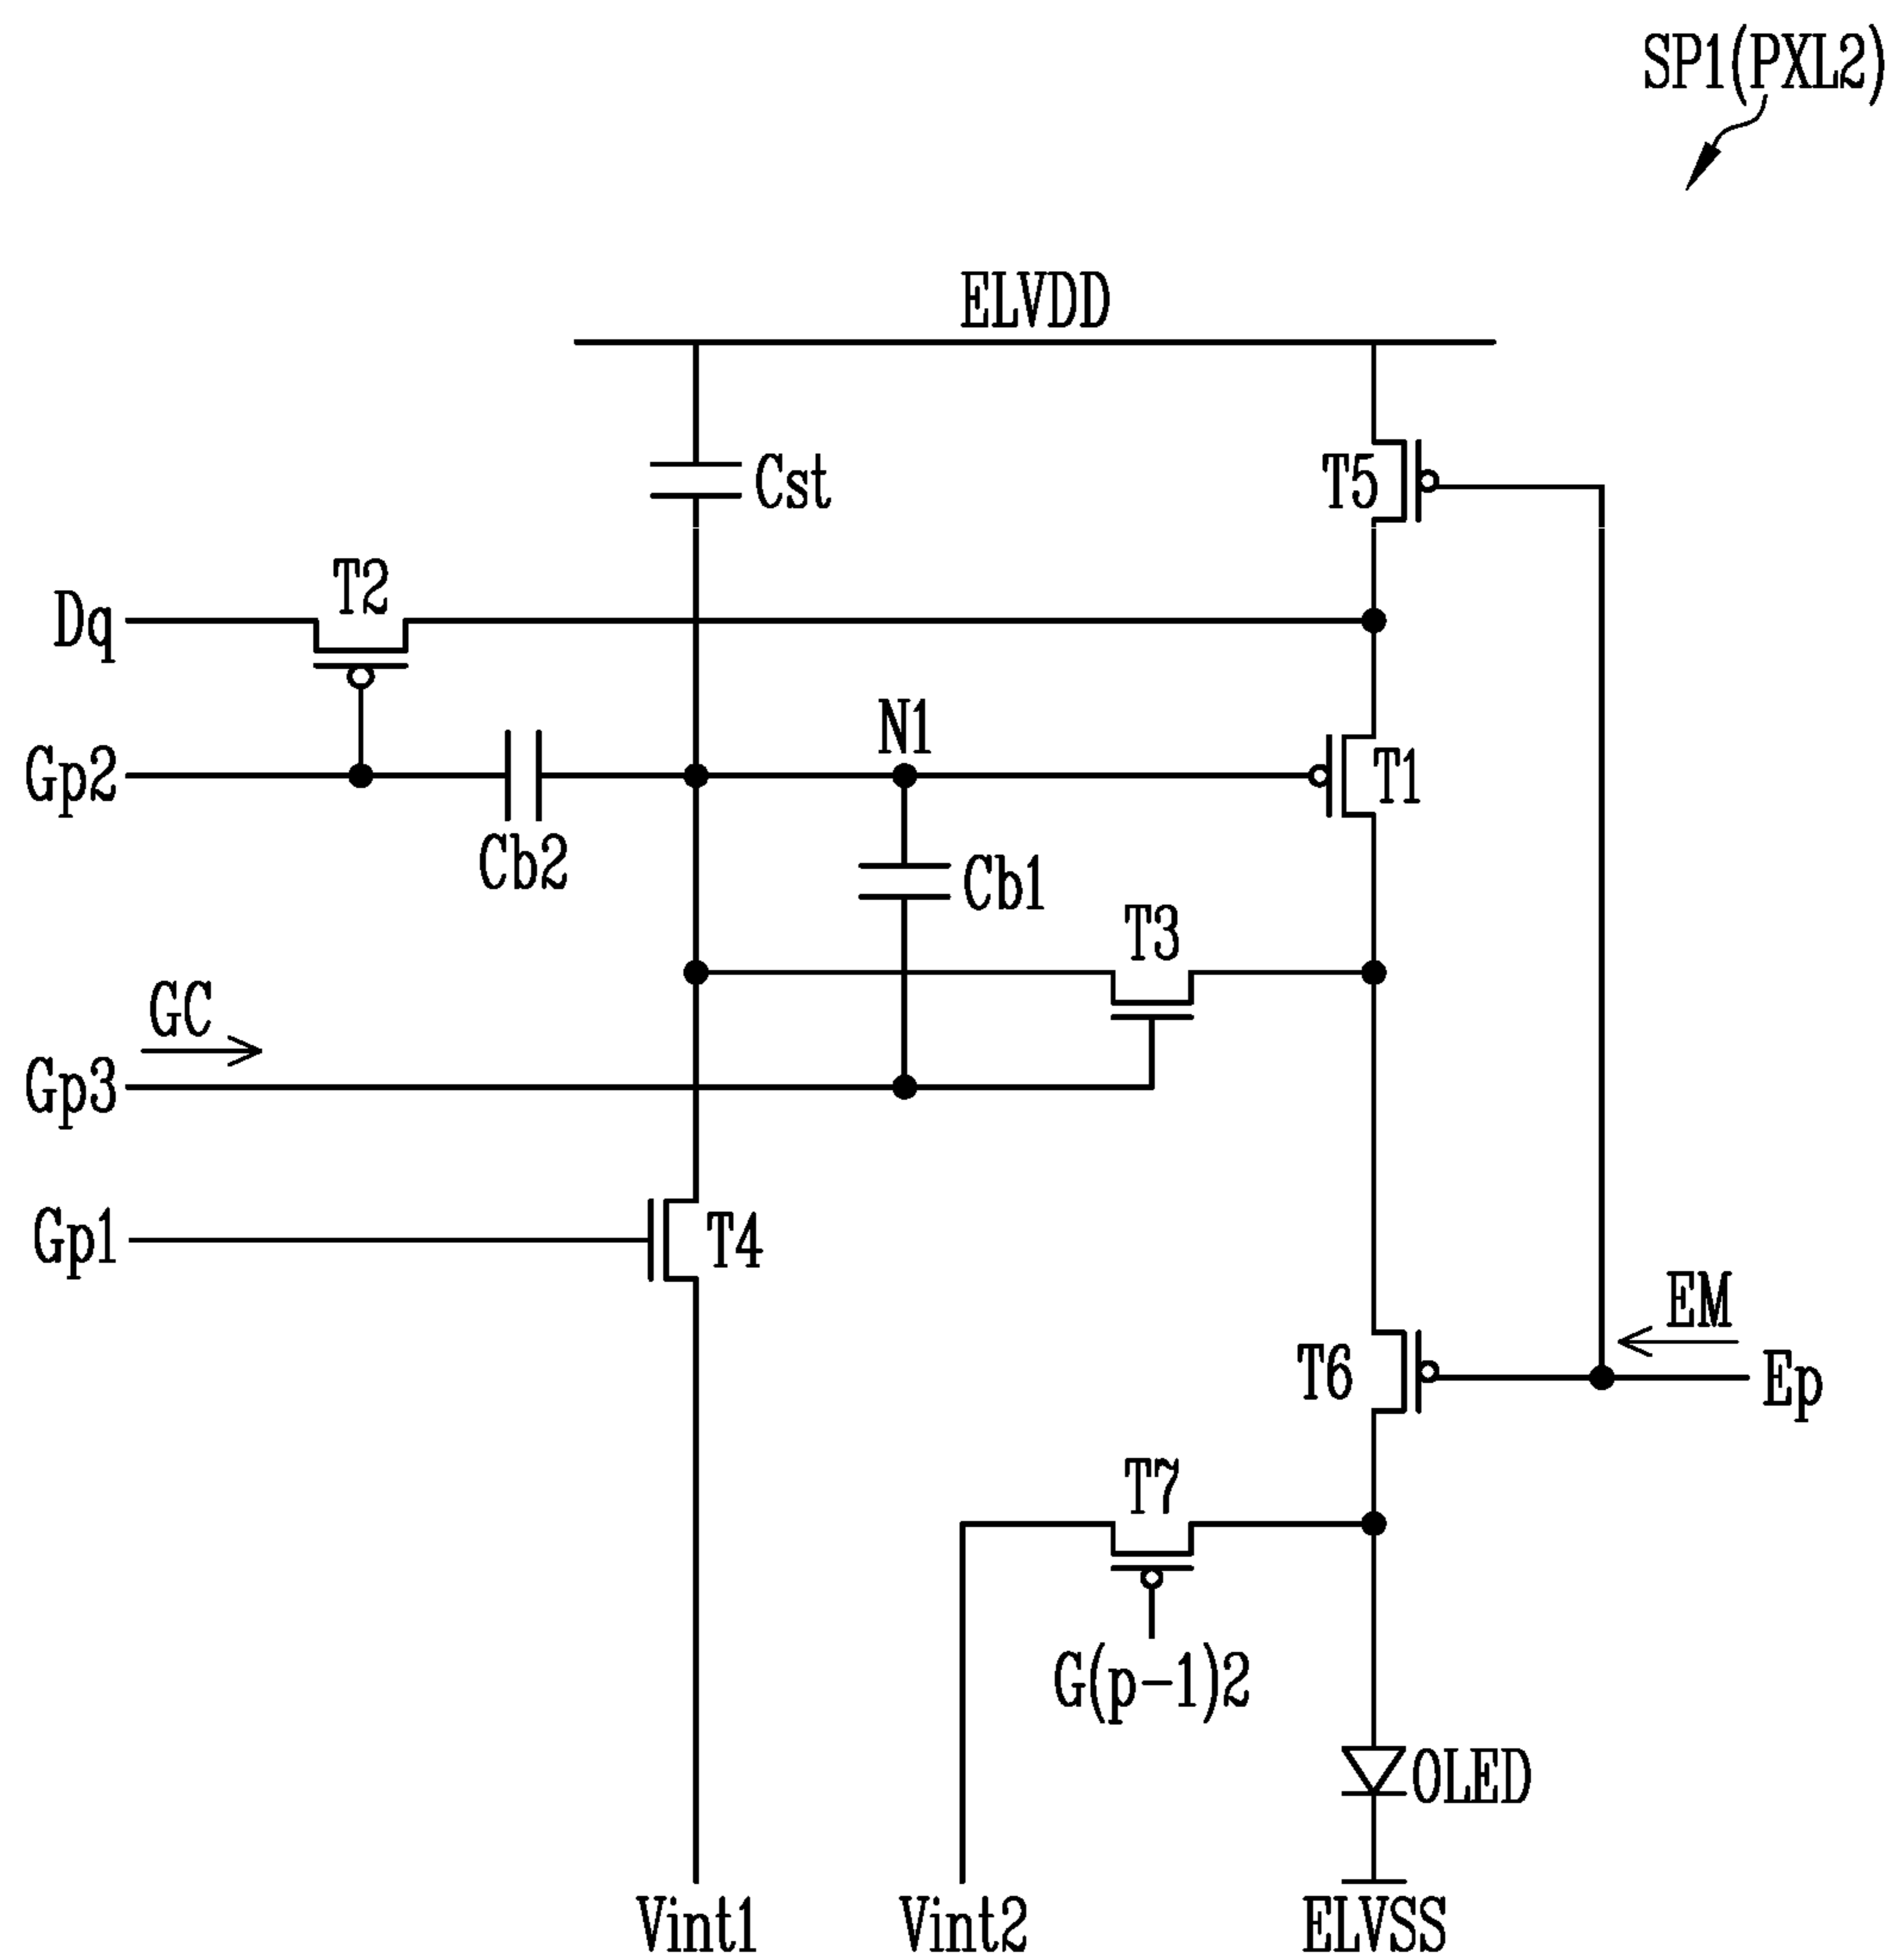 SP1(PXL2)
ELVDD
Cst
T5
T2
Dq
N1
Gp2
T1
Cb2
Cb1
T3
GC
Gp3
Gp1
T4
EM
T6
Ep
T7
G(p-1)2
OLED
Vint1
Vint2
ELVSS